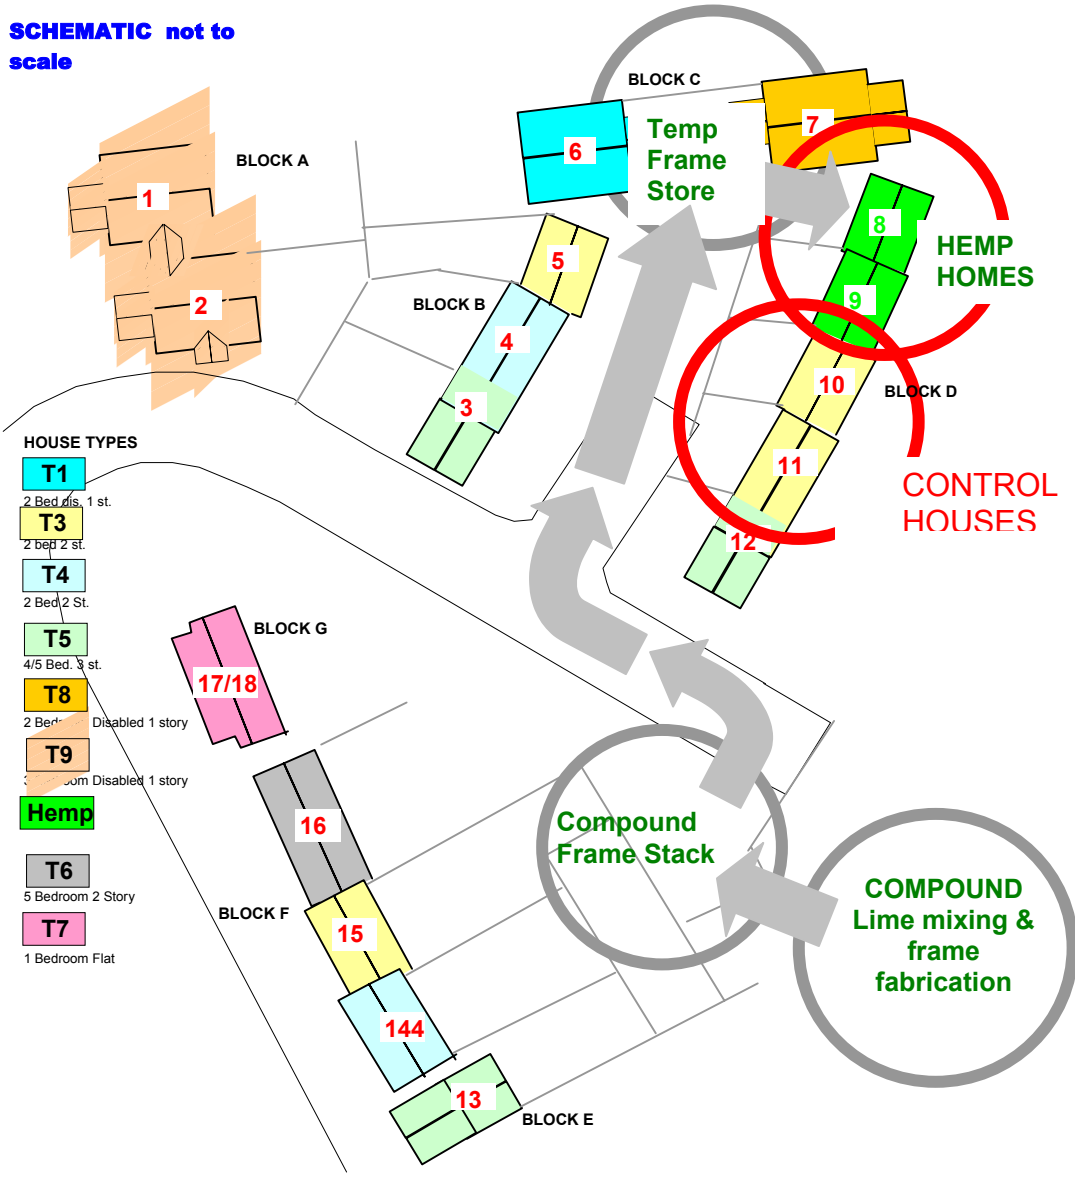 SCHEMATIC not to
scale
BLOCK A
BLOCK C
1
2
6
7
Temp
Frame
Store
8
HEMP
HOMES
9
5
BLOCK B
4
3
10
BLOCK D
11
CONTROL
HOUSES
12
HOUSE TYPES
T1
2 Bed dis. 1 st.
T3
2 bed 2 st.
T4
2 Bed 2 St.
T5
4/5 Bed. 3 st.
T8
2 Disabled 1 story
T9
Disabled 1 story
Hemp
T6
5 Bedroom 2 Story
T7
1 Bedroom Flat
BLOCK G
17/18
16
BLOCK F
15
144
13
BLOCK E
Compound
Frame Stack
COMPOUND
Lime mixing &
frame
fabrication